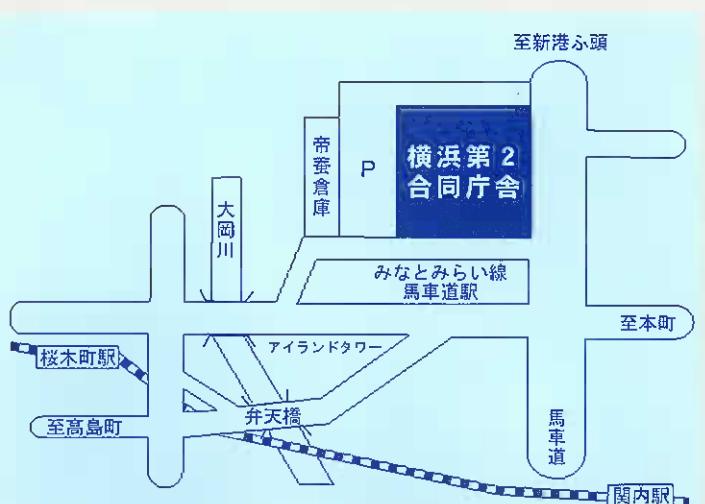 至新港ふ頭
帝蚕倉庫
P
横浜第2
合同庁舎
大岡川
みなとみらい線
馬車道駅
至本町
アイランドタワー
桜木町駅
至高島町
弁天橋
馬車道
関内駅